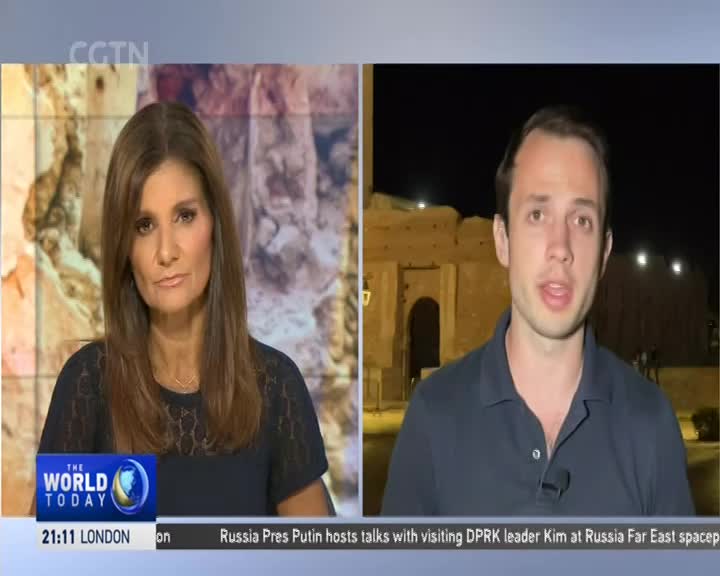 CGTN
THE
WORLD
TODAY
21:11 LONDON
on
Russia Pres Putin hosts talks with visiting DPRK leader Kim at Russia Far East spacep